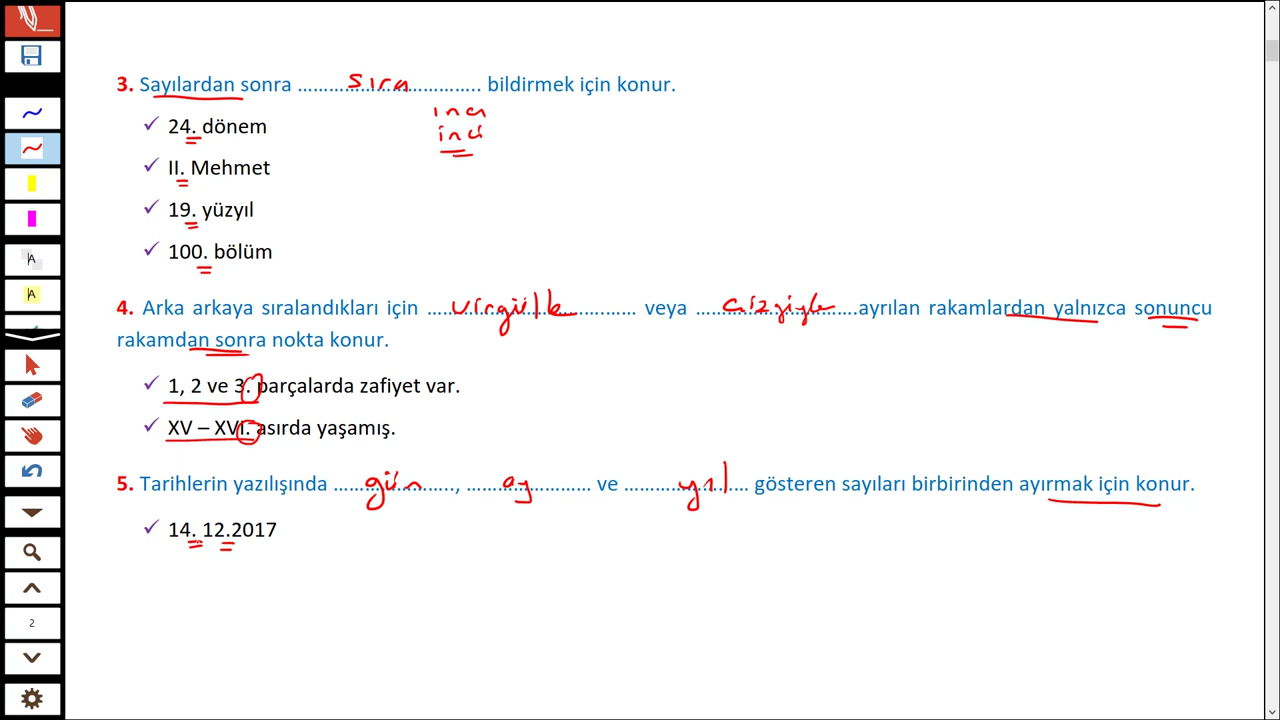 3. Sayılardan sonra ......sıra...... bildirmek için konur.
ıncı
inci
✓ 24. dönem
✓ II. Mehmet
✓ 19. yüzyıl
✓ 100. bölüm
4. Arka arkaya sıralandıkları için ......virgülle...... veya ......çizgiyle......ayrılan rakamlardan yalnızca sonuncu
rakamdan sonra nokta konur.
✓ 1, 2 ve 3. parçalarda zafiyet var.
✓ XV – XVI. asırda yaşamış.
5. Tarihlerin yazılışında ......gün......, ......ay...... ve ......yıl...... gösteren sayıları birbirinden ayırmak için konur.
✓ 14. 12.2017
A
A
2